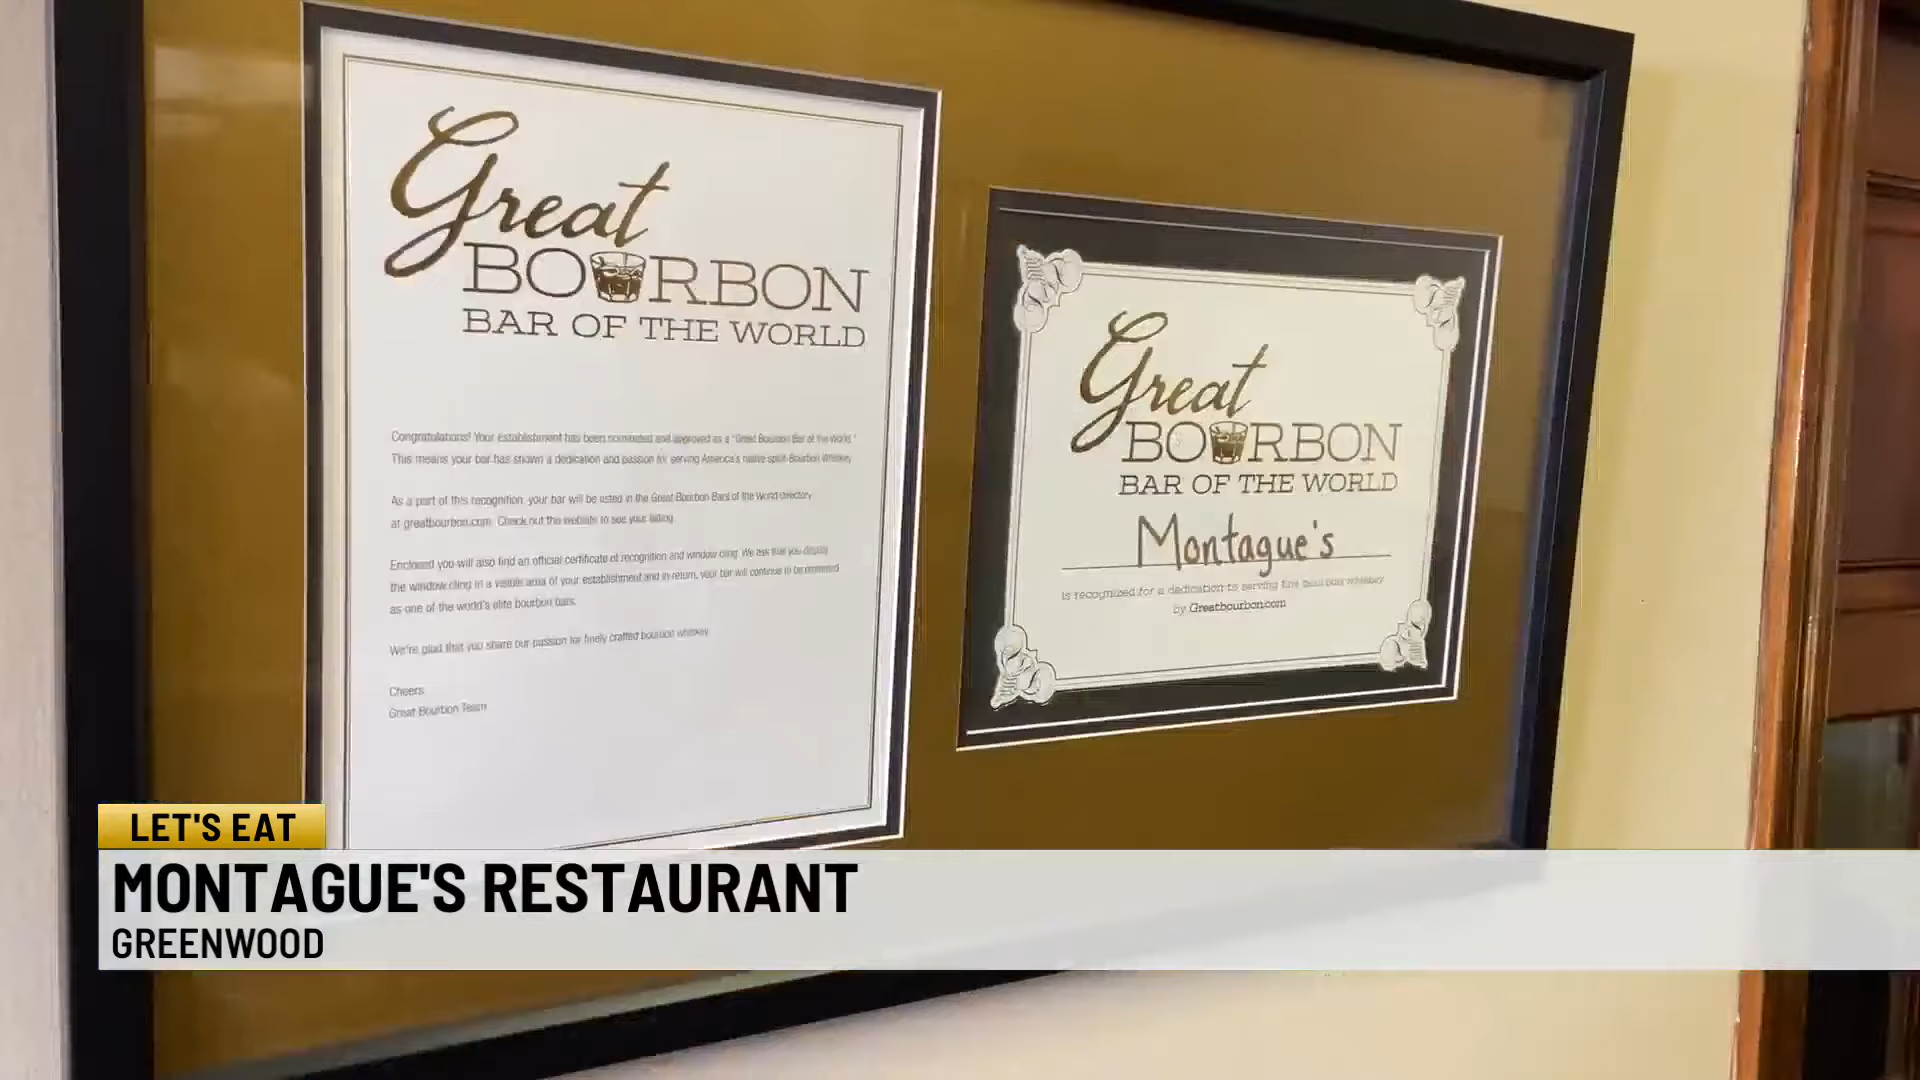 Great
BOURBON
BAR OF THE WORLD
Congratulations! Your establishment has been nominated and approved as a "Great Bourbon Bar of the World."
This means your bar has shown a dedication and passion for serving America's native spirit-Bourbon Whiskey.
As a part of this recognition, your bar will be listed in the Great Bourbon Bars of the World directory
at greatbourbon.com. Check out the website to see your listing.
Enclosed you will also find an official certificate of recognition and window cling. We ask that you display
the window cling in a visible area of your establishment and in return, your bar will continue to be promoted
as one of the world's elite bourbon bars.
We're glad that you share our passion for finely crafted bourbon whiskey.
Cheers
Great Bourbon Team
Great
BOURBON
BAR OF THE WORLD
Montague's
is recognized for a dedication to serving fine bourbon whiskey
by Greatbourbon.com
LET'S EAT
MONTAGUE'S RESTAURANT
GREENWOOD